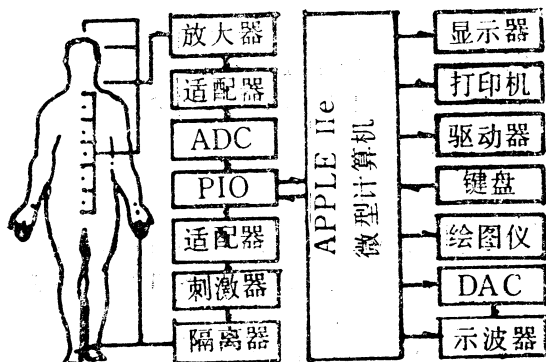 放大器
适配器
ADC
PIO
适配器
刺激器
隔离器
APPLE IIe
微型计算机
显示器
打印机
驱动器
键盘
绘图仪
DAC
示波器